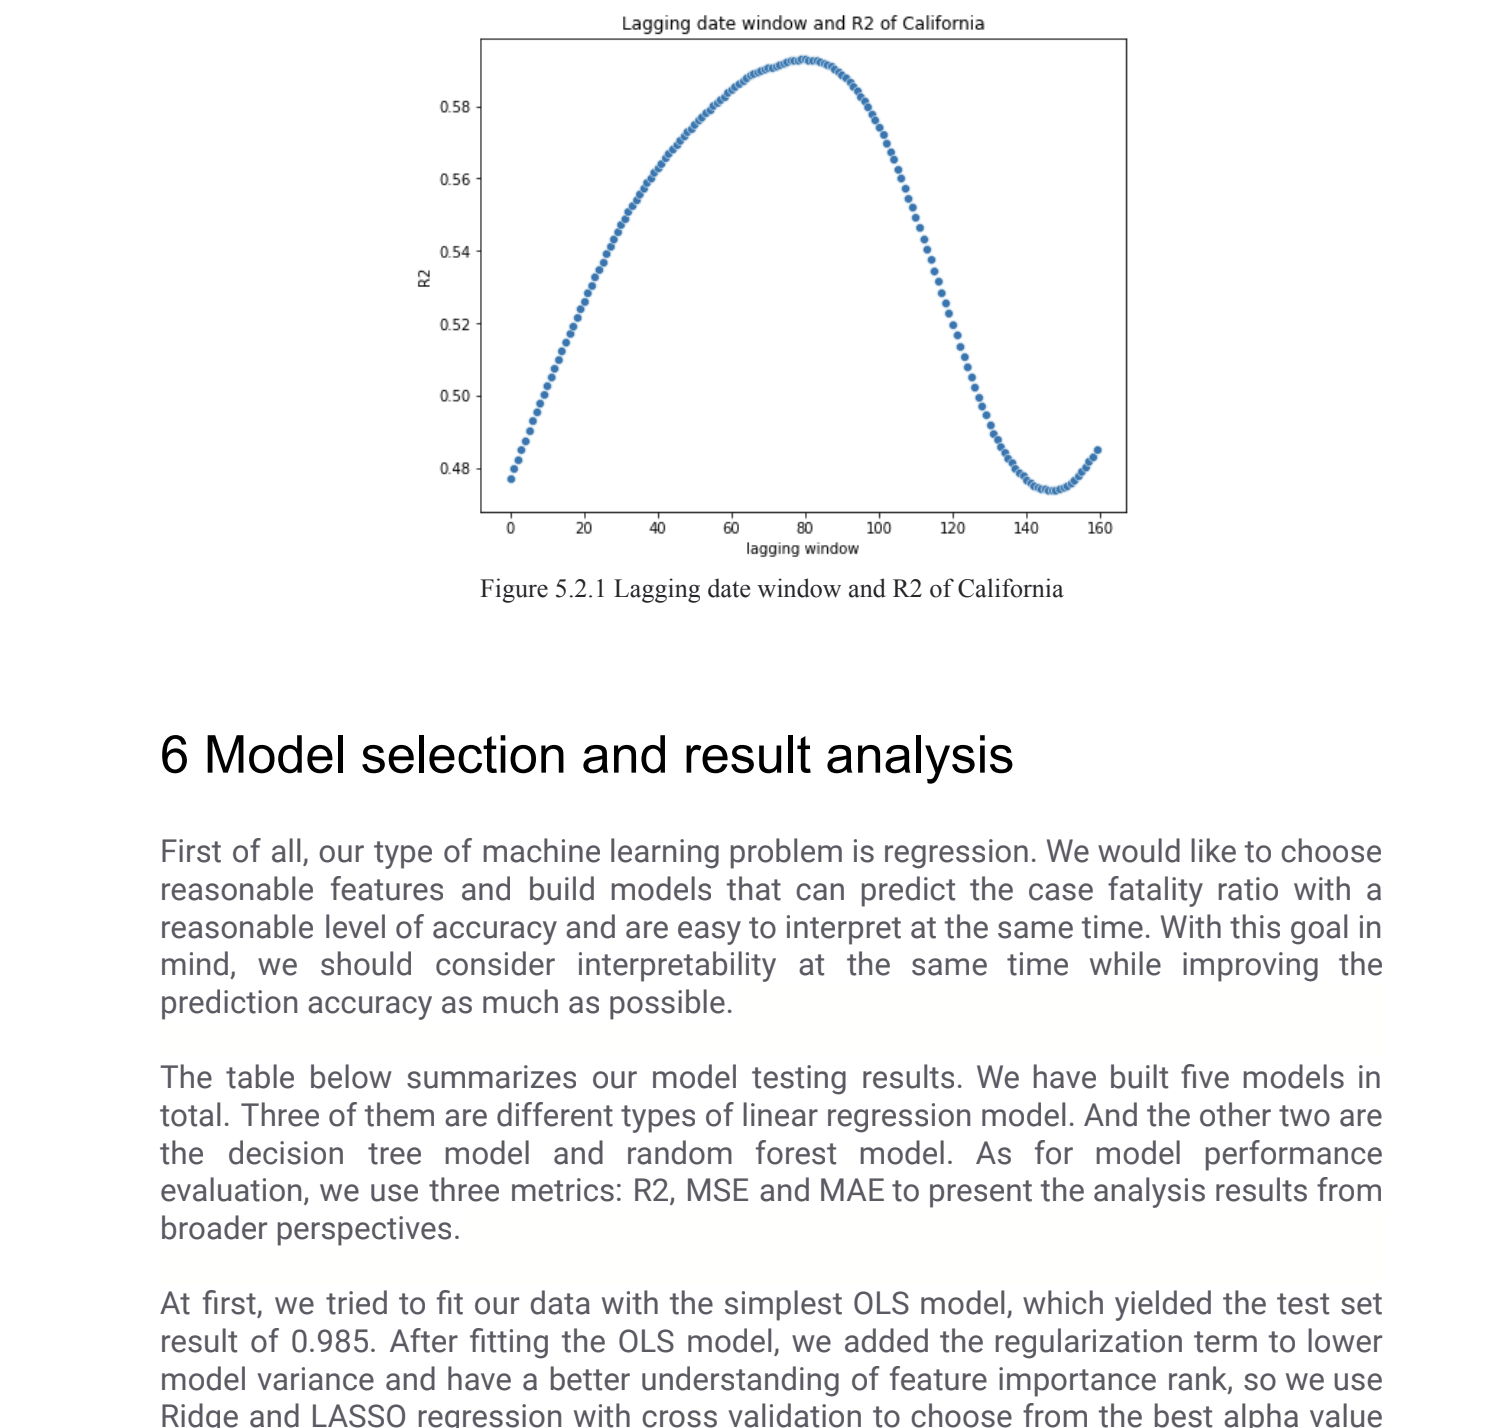 Lagging date window and R2 of California
0.58
0.56
0.54
0.52
0.50
0.48
R2
0 20 40 60 80 100 120 140 160
lagging window
Figure 5.2.1 Lagging date window and R2 of California
6 Model selection and result analysis
First of all, our type of machine learning problem is regression. We would like to choose
reasonable features and build models that can predict the case fatality ratio with a
reasonable level of accuracy and are easy to interpret at the same time. With this goal in
mind, we should consider interpretability at the same time while improving the
prediction accuracy as much as possible.
The table below summarizes our model testing results. We have built five models in
total. Three of them are different types of linear regression model. And the other two are
the decision tree model and random forest model. As for model performance
evaluation, we use three metrics: R2, MSE and MAE to present the analysis results from
broader perspectives.
At first, we tried to fit our data with the simplest OLS model, which yielded the test set
result of 0.985. After fitting the OLS model, we added the regularization term to lower
model variance and have a better understanding of feature importance rank, so we use
Ridge and LASSO regression with cross validation to choose from the best alpha value